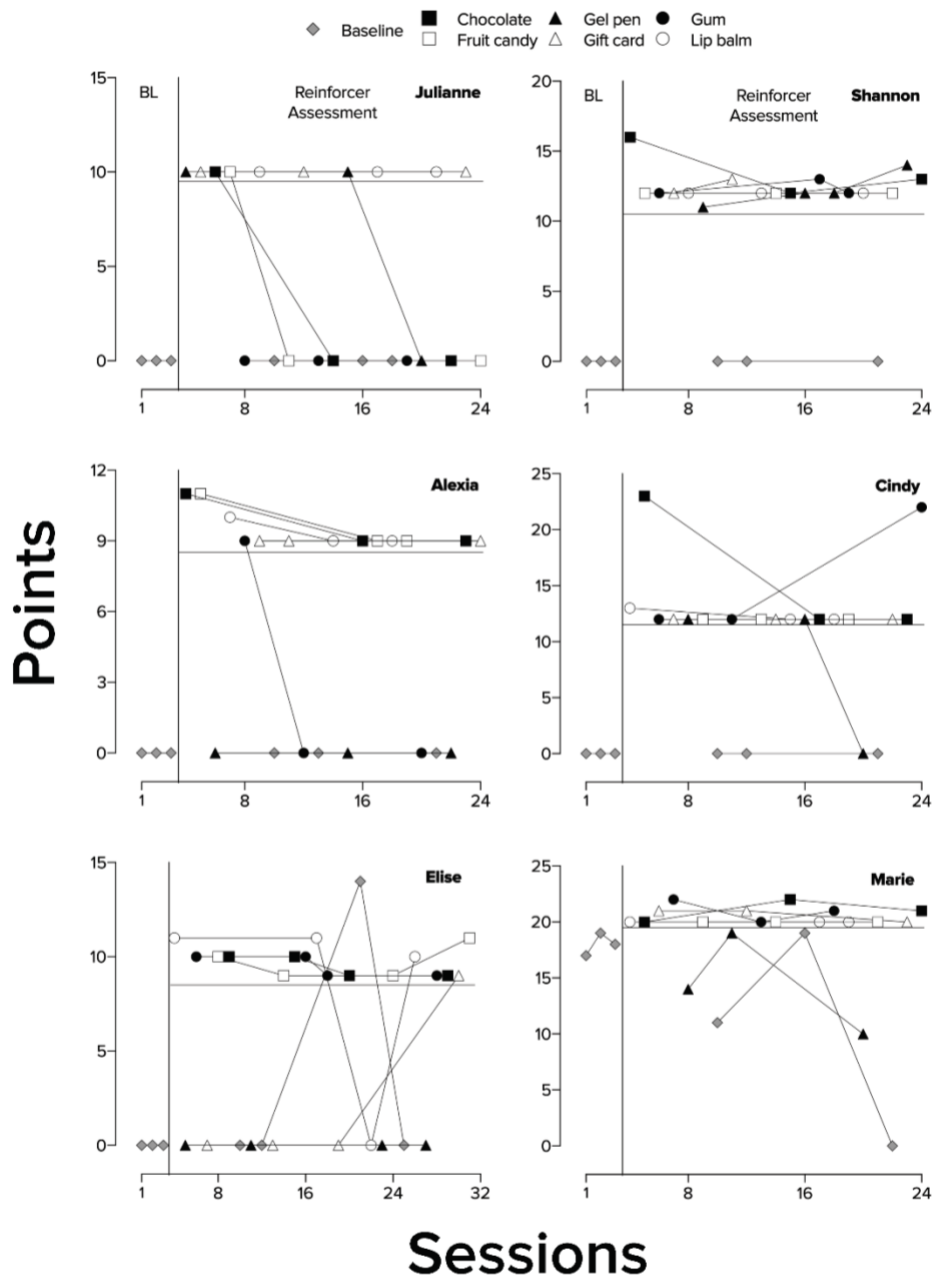 Baseline
Chocolate
Gel pen
Gum
Fruit candy
Gift card
Lip balm
15
10
5
0
BL
Reinforcer
Assessment
Julianne
1
8
16
24
20
15
10
5
0
BL
Reinforcer
Assessment
Shannon
1
8
16
24
12
9
6
3
0
Alexia
1
8
16
24
25
20
15
10
5
0
Cindy
1
8
16
24
15
10
5
0
Elise
1
8
16
24
32
25
20
15
10
5
0
Marie
1
8
16
24
Points
Sessions